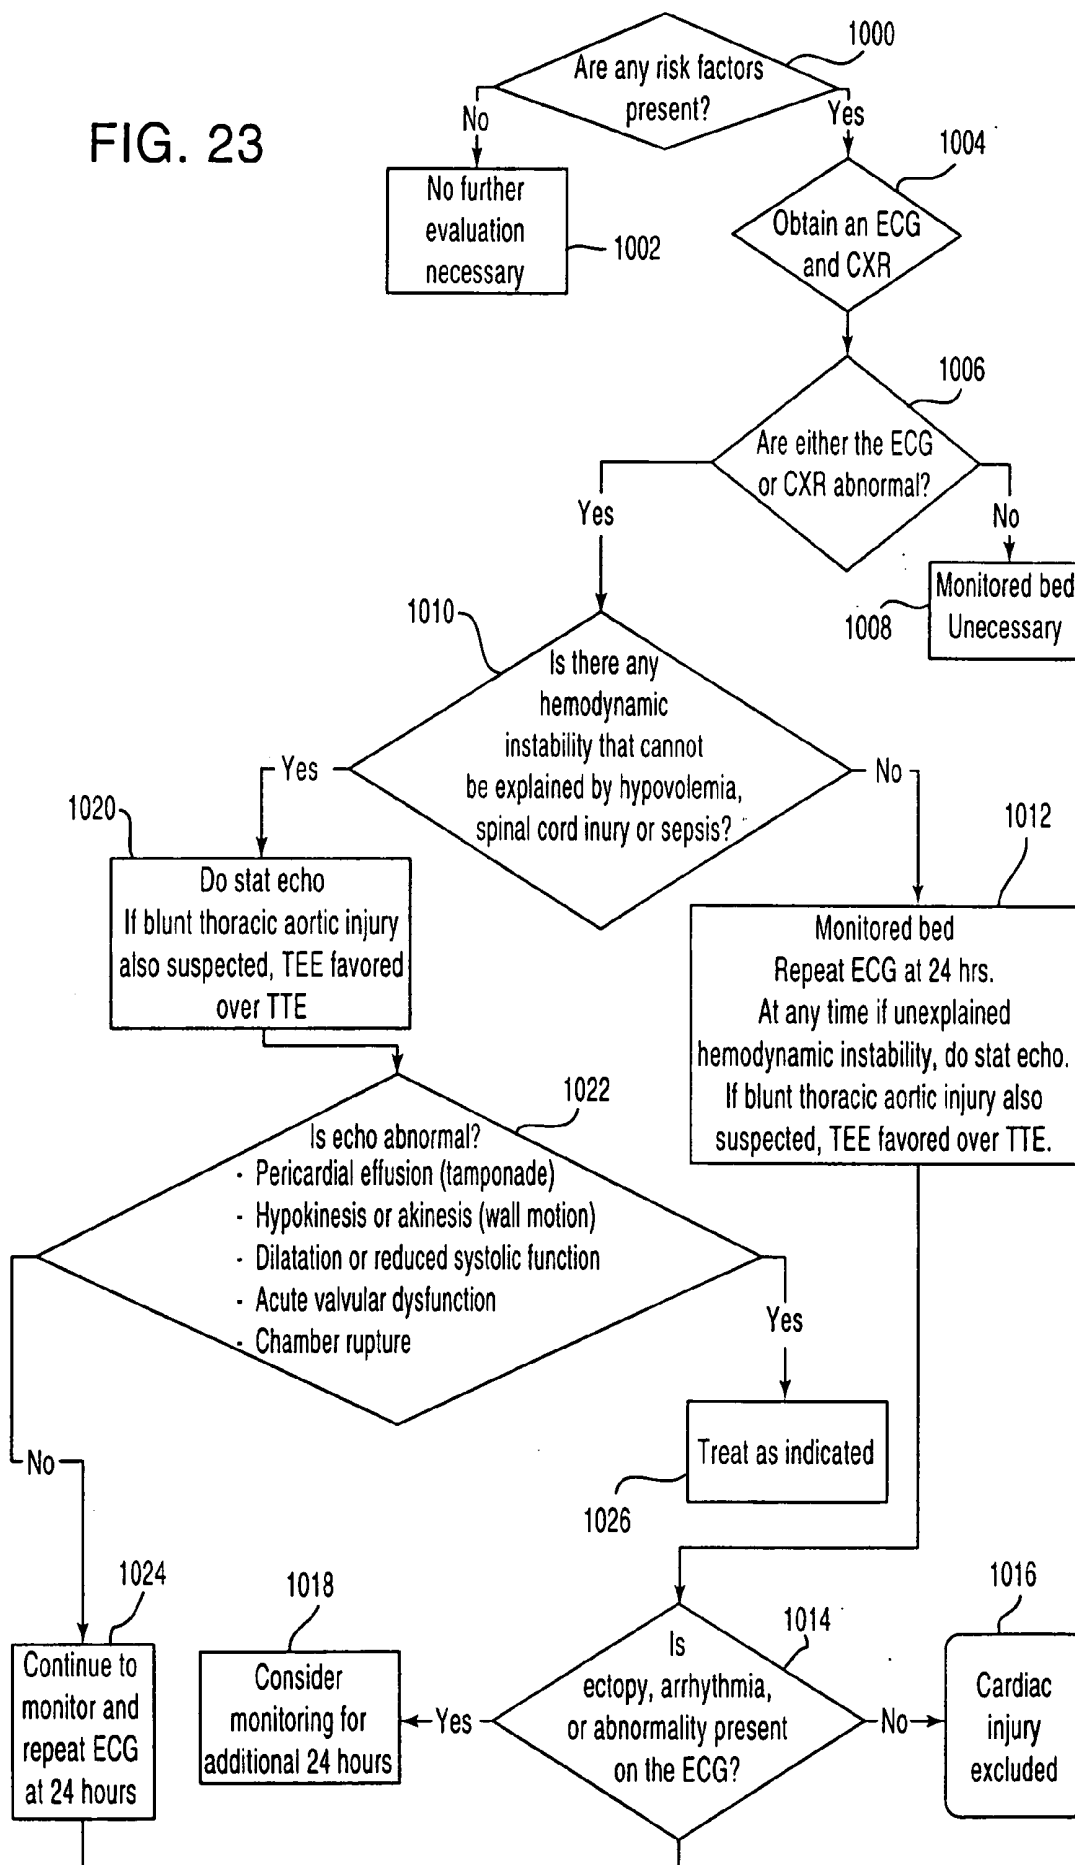 FIG. 23
1000
Are any risk factors
present?
No
Yes
No further
evaluation
necessary
1002
1004
Obtain an ECG
and CXR
1006
Are either the ECG
or CXR abnormal?
Yes
No
Monitored bed
Unecessary
1008
1010
Is there any
hemodynamic
instability that cannot
be explained by hypovolemia,
spinal cord inury or sepsis?
Yes
No
1020
Do stat echo
If blunt thoracic aortic injury
also suspected, TEE favored
over TTE
1012
Monitored bed
Repeat ECG at 24 hrs.
At any time if unexplained
hemodynamic instability, do stat echo.
If blunt thoracic aortic injury also
suspected, TEE favored over TTE.
1022
Is echo abnormal?
- Pericardial effusion (tamponade)
- Hypokinesis or akinesis (wall motion)
- Dilatation or reduced systolic function
- Acute valvular dysfunction
- Chamber rupture
Yes
No
Treat as indicated
1026
1024
Continue to
monitor and
repeat ECG
at 24 hours
1018
Consider
monitoring for
additional 24 hours
Yes
1014
Is
ectopy, arrhythmia,
or abnormality present
on the ECG?
No
1016
Cardiac
injury
excluded